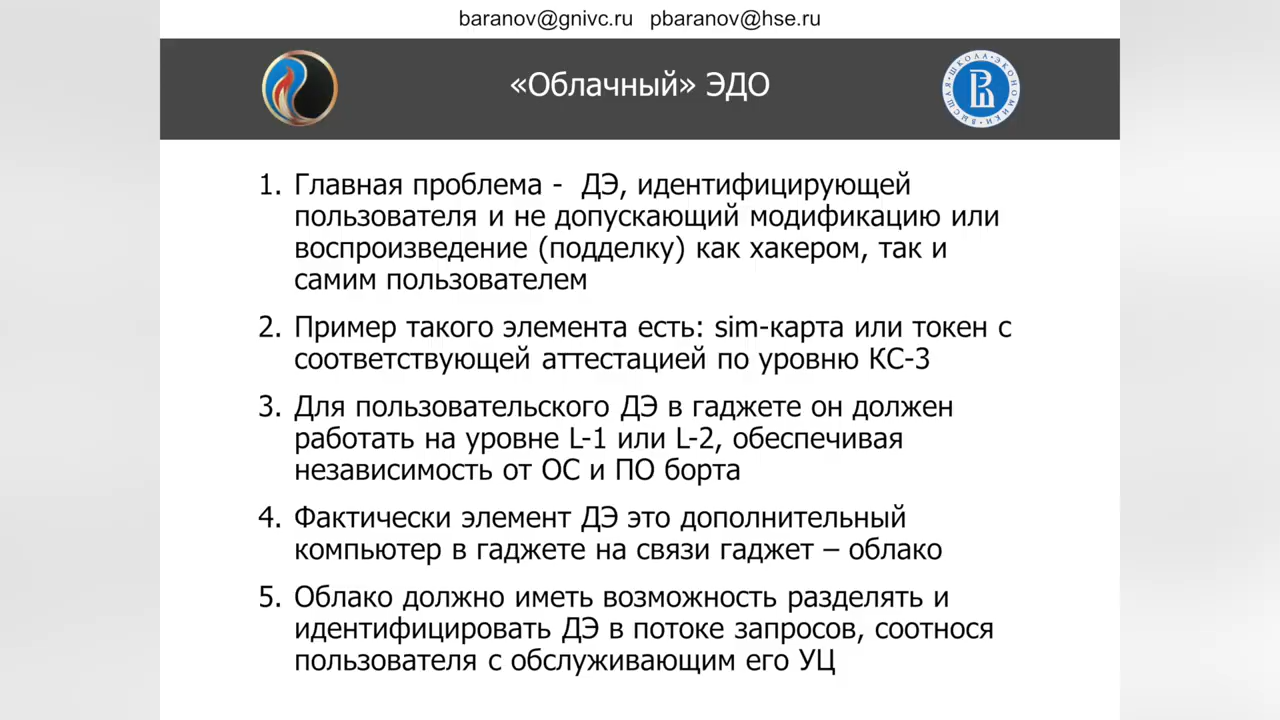 baranov@gnivc.ru pbaranov@hse.ru
«Облачный» ЭДО
ВЫСШАЯ ШКОЛА ЭКОНОМИКИ
1. Главная проблема - ДЭ, идентифицирующей
пользователя и не допускающий модификацию или
воспроизведение (подделку) как хакером, так и
самим пользователем
2. Пример такого элемента есть: sim-карта или токен с
соответствующей аттестацией по уровню КС-3
3. Для пользовательского ДЭ в гаджете он должен
работать на уровне L-1 или L-2, обеспечивая
независимость от ОС и ПО борта
4. Фактически элемент ДЭ это дополнительный
компьютер в гаджете на связи гаджет – облако
5. Облако должно иметь возможность разделять и
идентифицировать ДЭ в потоке запросов, соотнося
пользователя с обслуживающим его УЦ